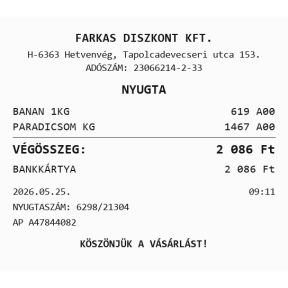 FARKAS DISZKONT KFT.
H-6363 Hetvenvég, Tapolcadevecseri utca 153.
ADÓSZÁM: 23066214-2-33
NYUGTA
BANAN 1KG 619 A00
PARADICSOM KG 1467 A00
VÉGÖSSZEG: 2 086 Ft
BANKKÁRTYA 2 086 Ft
2026.05.25. 09:11
NYUGTASZÁM: 6298/21304
AP A47844082
KÖSZÖNJÜK A VÁSÁRLÁST!